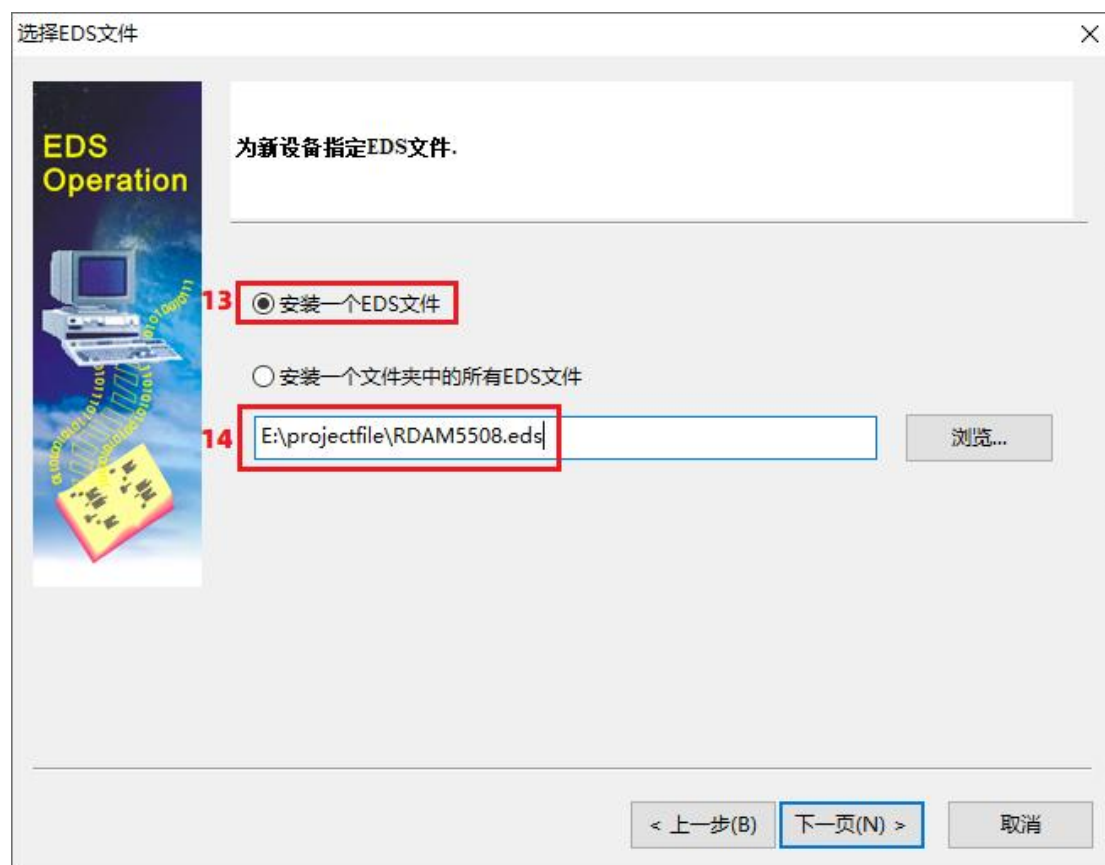 选择EDS文件
EDS
Operation
为新设备指定EDS文件.
13
安装一个EDS文件
安装一个文件夹中的所有EDS文件
14
E:\projectfile\RDAM5508.eds
浏览...
< 上一步(B)
下一页(N) >
取消